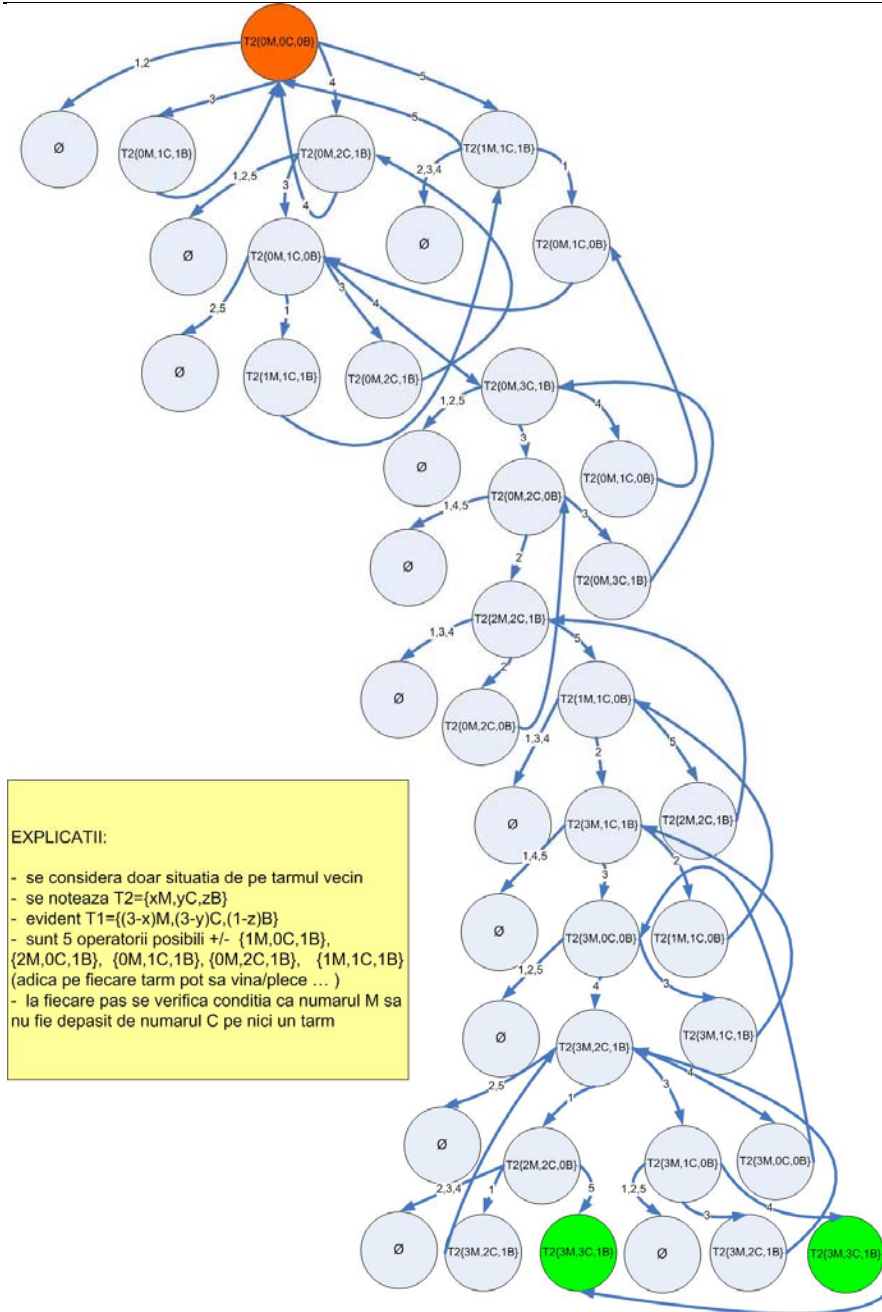 T2{0M,0C,0B}
1,2
3
4
5
5
Ø
T2{0M,1C,1B}
T2{0M,2C,1B}
T2{1M,1C,1B}
1,2,5
3
4
2,3,4
1
Ø
T2{0M,1C,0B}
Ø
T2{0M,1C,0B}
2,5
1
3
4
Ø
T2{1M,1C,1B}
T2{0M,2C,1B}
T2{0M,3C,1B}
1,2,5
3
4
Ø
T2{0M,1C,0B}
T2{0M,2C,0B}
1,4,5
3
2
Ø
T2{0M,3C,1B}
T2{2M,2C,1B}
1,3,4
2
5
Ø
T2{0M,2C,0B}
T2{1M,1C,0B}
1,3,4
2
5
Ø
T2{3M,1C,1B}
T2{2M,2C,1B}
1,4,5
3
2
Ø
T2{3M,0C,0B}
T2{1M,1C,0B}
1,2,5
4
3
Ø
T2{3M,2C,1B}
T2{3M,1C,1B}
2,5
1
3
4
Ø
T2{2M,2C,0B}
T2{3M,1C,0B}
T2{3M,0C,0B}
2,3,4
1
5
1,2,5
3
4
Ø
T2{3M,2C,1B}
T2{3M,3C,1B}
Ø
T2{3M,2C,1B}
T2{3M,3C,1B}
EXPLICATII:
- se considera doar situatia de pe tarmul vecin
- se noteaza T2={xM,yC,zB}
- evident T1={(3-x)M,(3-y)C,(1-z)B}
- sunt 5 operatorii posibili +/- {1M,0C,1B},
{2M,0C,1B}, {0M,1C,1B}, {0M,2C,1B}, {1M,1C,1B}
(adica pe fiecare tarm pot sa vina/plece ... )
- la fiecare pas se verifica conditia ca numarul M sa
nu fie depasit de numarul C pe nici un tarm